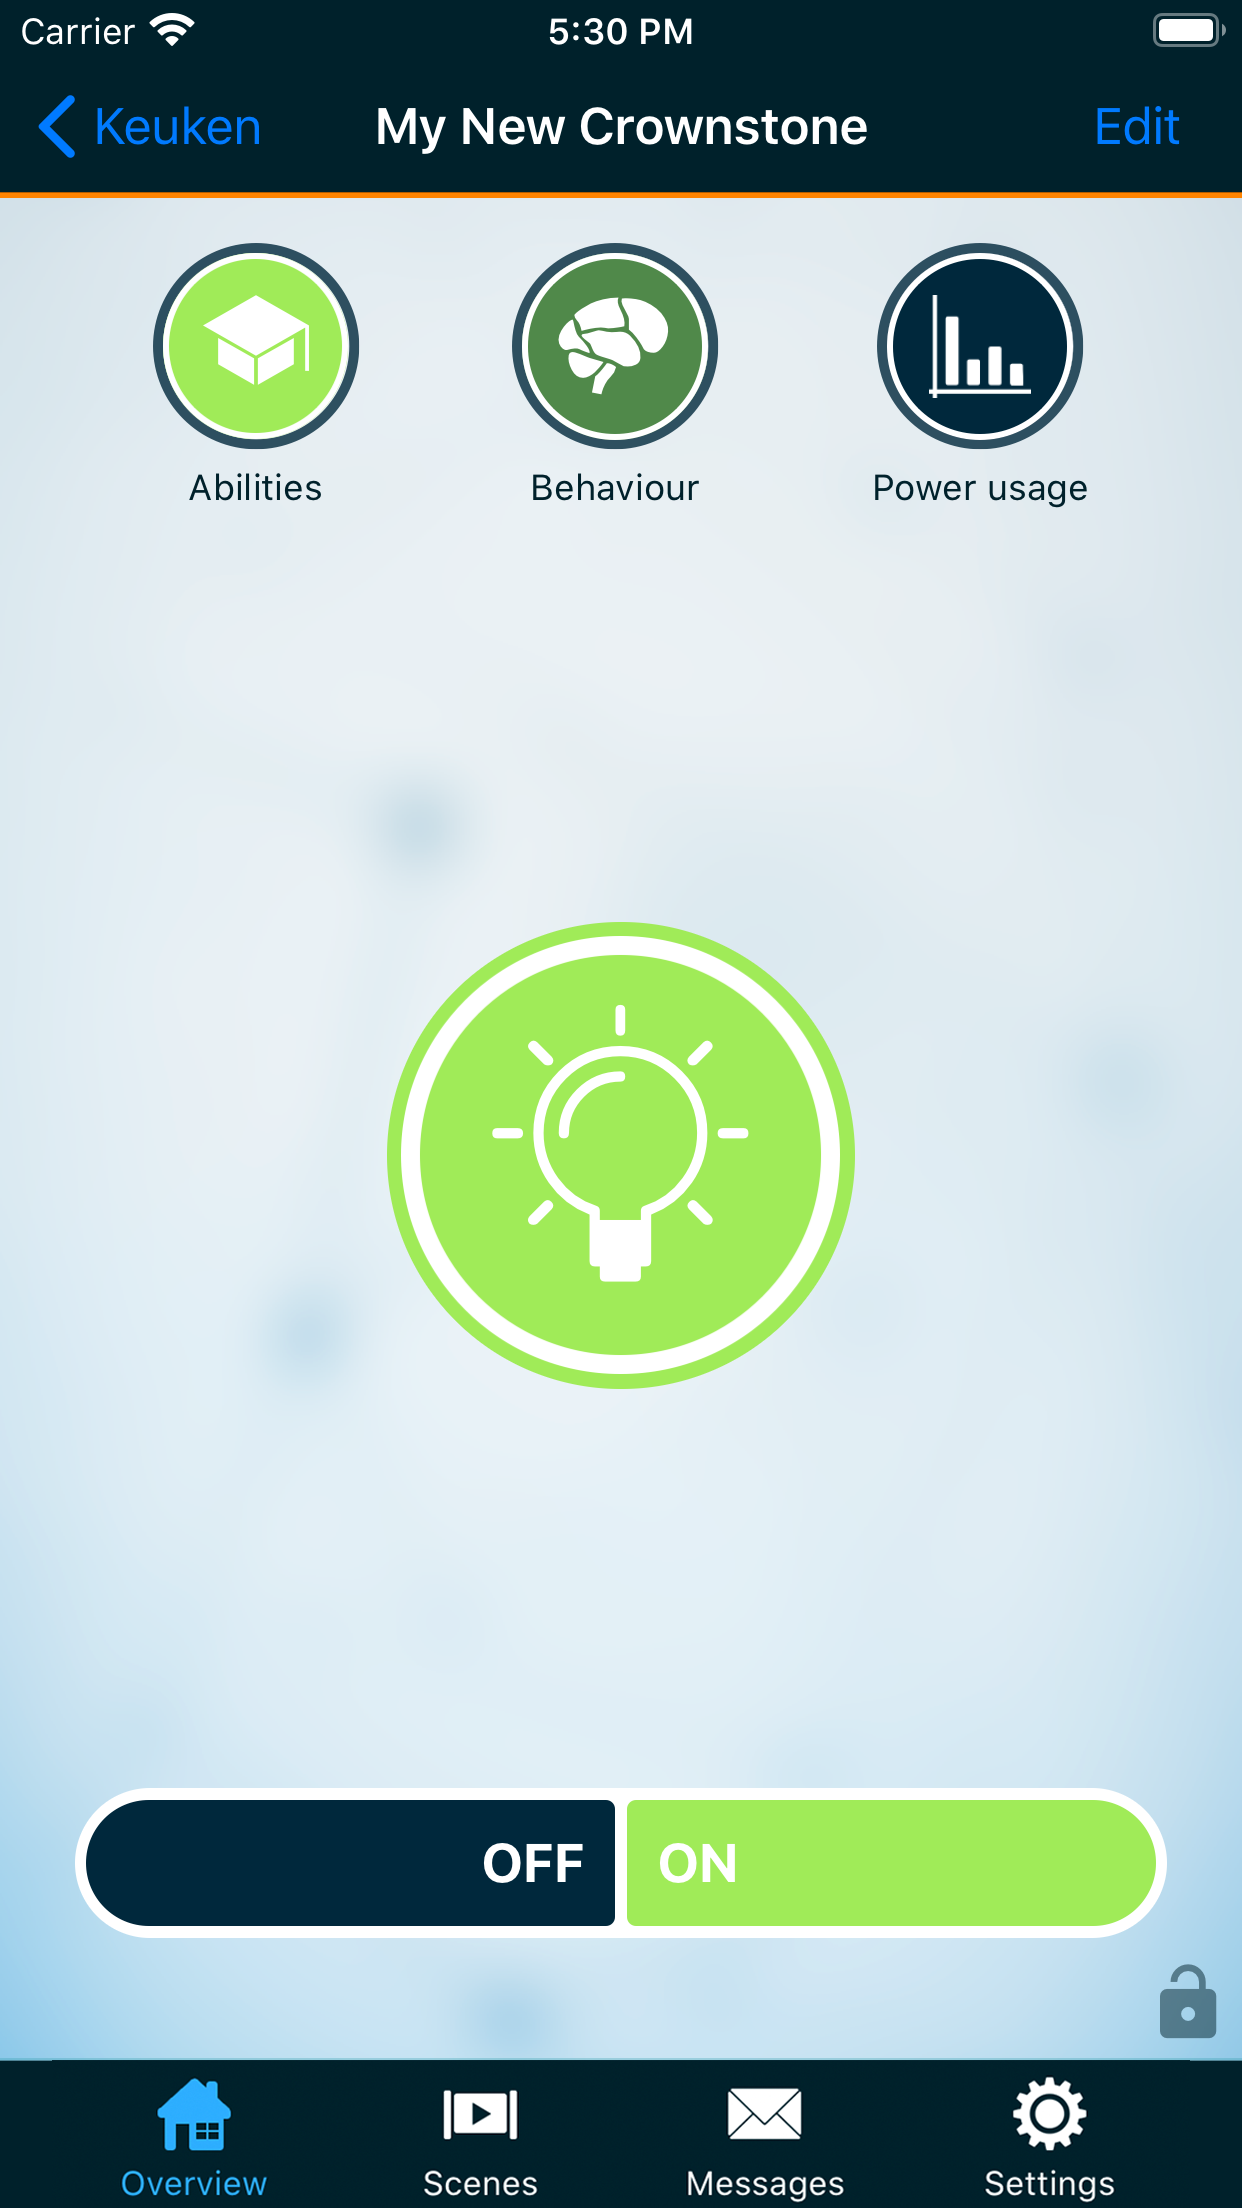 Carrier 5:30 PM
Keuken My New Crownstone Edit
Abilities Behaviour Power usage
OFF ON
Overview Scenes Messages Settings